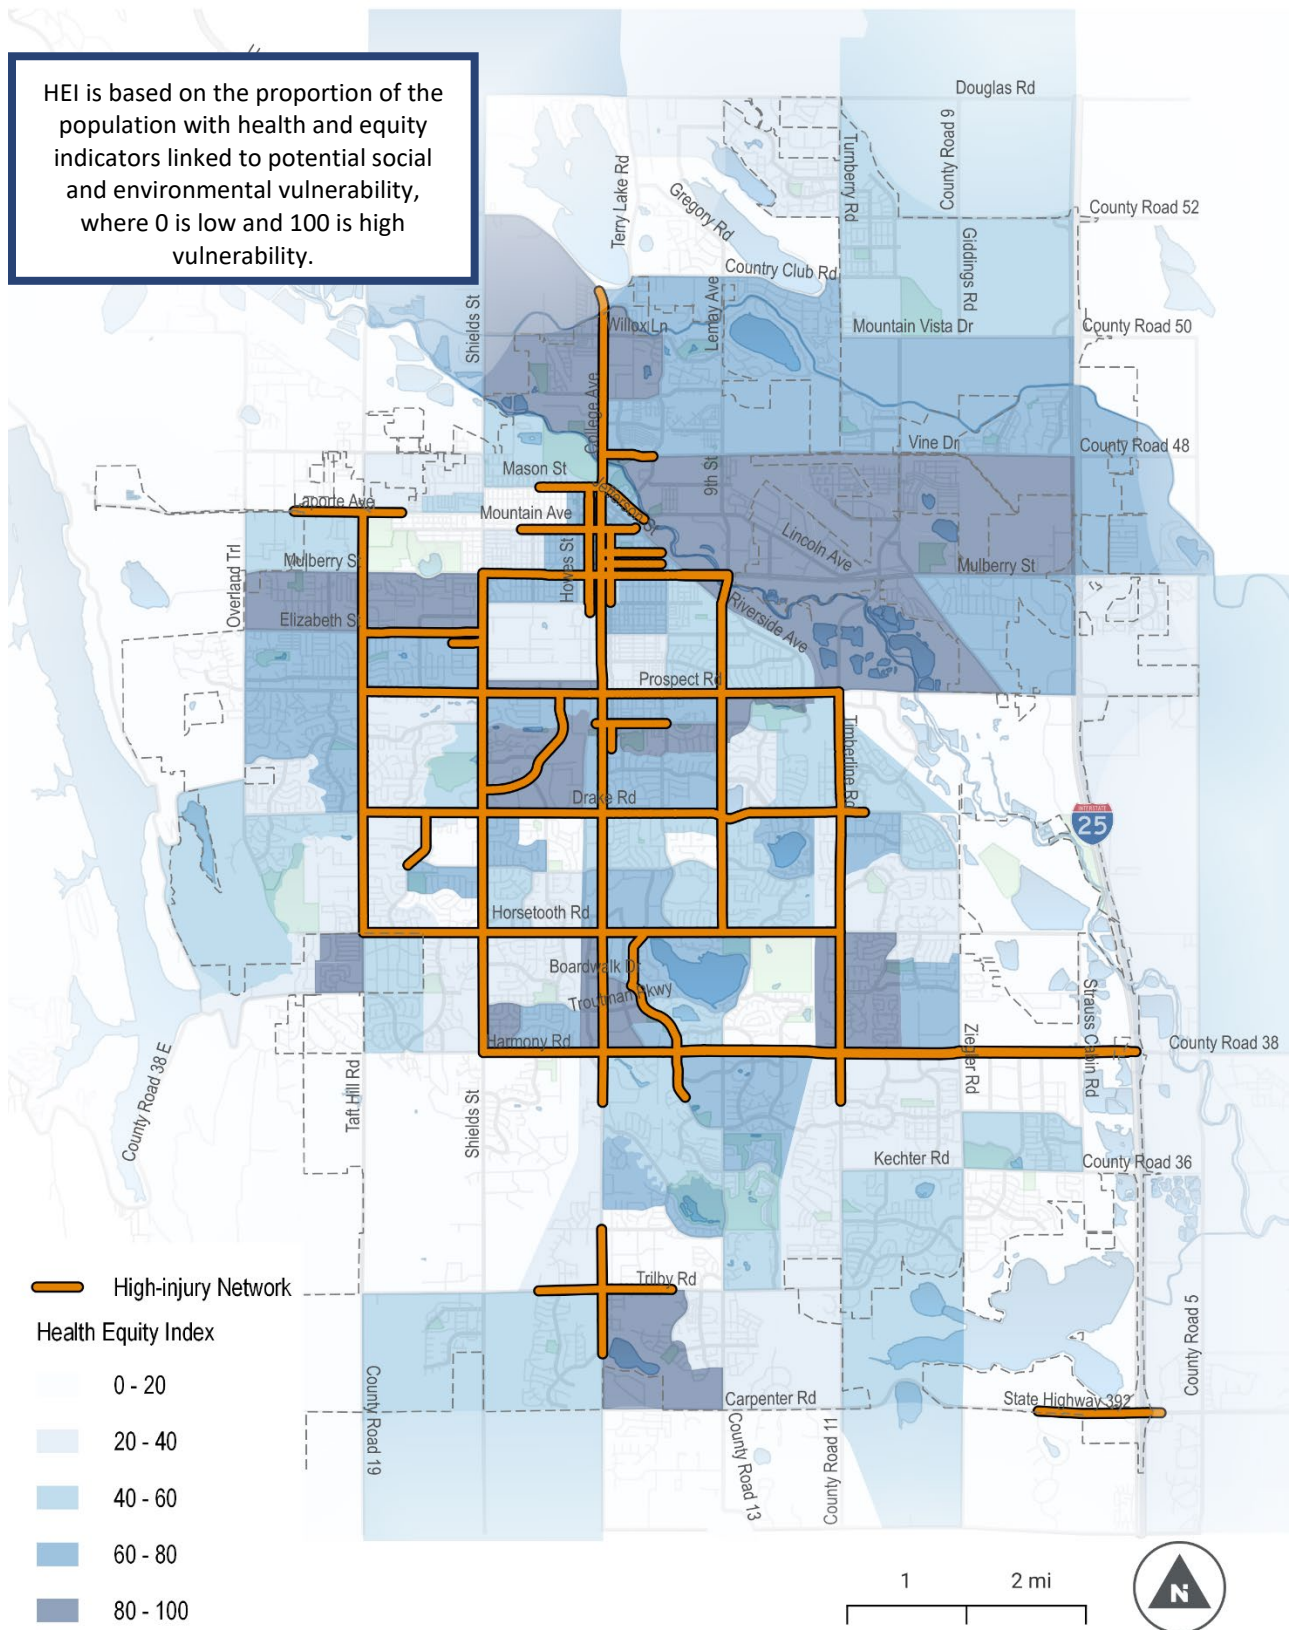 HEI is based on the proportion of the
population with health and equity
indicators linked to potential social
and environmental vulnerability,
where 0 is low and 100 is high
vulnerability.
Douglas Rd
Terry Lake Rd
Gregory Rd
Turnberry Rd
County Road 9
County Road 52
Giddings Rd
Country Club Rd
Shields St
Willox Ln
Lemay Ave
Mountain Vista Dr
County Road 50
College Ave
Vine Dr
County Road 48
Mason St
9th St
Laporte Ave
Jefferson St
Mountain Ave
Lincoln Ave
Overland Trl
Mulberry St
Howes St
Mulberry St
Elizabeth St
Riverside Ave
Prospect Rd
Timberline Rd
Drake Rd
INTERSTATE
25
Horsetooth Rd
Boardwalk Dr
Troutman Pkwy
Strauss Cabin Rd
Harmony Rd
Ziegler Rd
County Road 38
County Road 38 E
Taft Hill Rd
Shields St
Kechter Rd
County Road 36
Trilby Rd
County Road 5
County Road 19
Carpenter Rd
State Highway 392
County Road 13
County Road 11
High-injury Network
Health Equity Index
0 - 20
20 - 40
40 - 60
60 - 80
80 - 100
1 2 mi
N